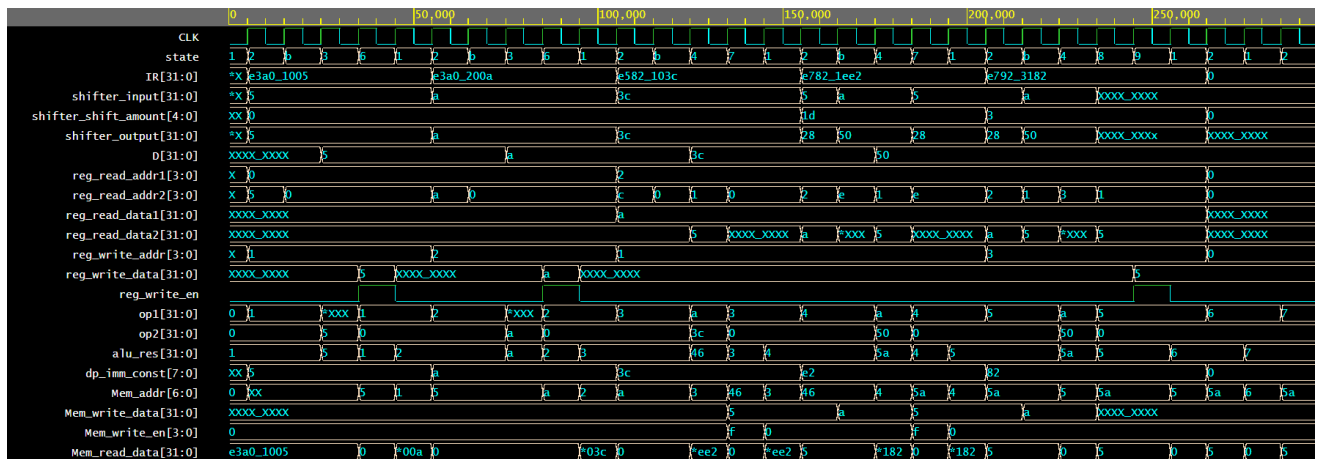 0 50,000 100,000 150,000 200,000 250,000
CLK
state 1 2 b 3 6 1 2 b 3 6 1 2 b 4 7 1 2 b 4 7 1 2 b 4 8 9 1 2 1 2
IR[31:0] *X e3a0_1005 e3a0_200a e582_103c e782_1ee2 e792_3182 0
shifter_input[31:0] *X 5 a 3c 5 a 5 a XXXX_XXXX
shifter_shift_amount[4:0] XX 0 1d 3 0
shifter_output[31:0] *X 5 a 3c 28 50 28 28 50 XXXX_XXXx XXXX_XXXX
D[31:0] XXXX_XXXX 5 a 3c 50
reg_read_addr1[3:0] X 0 2 0
reg_read_addr2[3:0] X 5 0 a 0 c 0 1 0 2 e 1 e 2 1 3 1 0
reg_read_data1[31:0] XXXX_XXXX a XXXX_XXXX
reg_read_data2[31:0] XXXX_XXXX 5 XXXX_XXXX a *XXX 5 XXXX_XXXX a 5 *XXX 5 XXXX_XXXX
reg_write_addr[3:0] X 1 2 1 3 0
reg_write_data[31:0] XXXX_XXXX 5 XXXX_XXXX a XXXX_XXXX 5
reg_write_en
op1[31:0] 0 1 *XXX 1 2 *XXX 2 3 a 3 4 a 4 5 a 5 6 7
op2[31:0] 0 5 0 a 0 3c 0 50 0 50 0
alu_res[31:0] 1 5 1 2 a 2 3 46 3 4 5a 4 5 5a 5 6 7
dp_imm_const[7:0] XX 5 a 3c e2 82 0
Mem_addr[6:0] 0 XX 5 1 5 a 2 a 3 46 3 46 4 5a 4 5a 5 5a 5 5a 6 5a
Mem_write_data[31:0] XXXX_XXXX 5 a 5 a XXXX_XXXX
Mem_write_en[3:0] 0 f 0 f 0
Mem_read_data[31:0] e3a0_1005 0 *00a 0 *03c 0 *ee2 0 *ee2 5 *182 0 *182 5 0 5 0 5 0 5